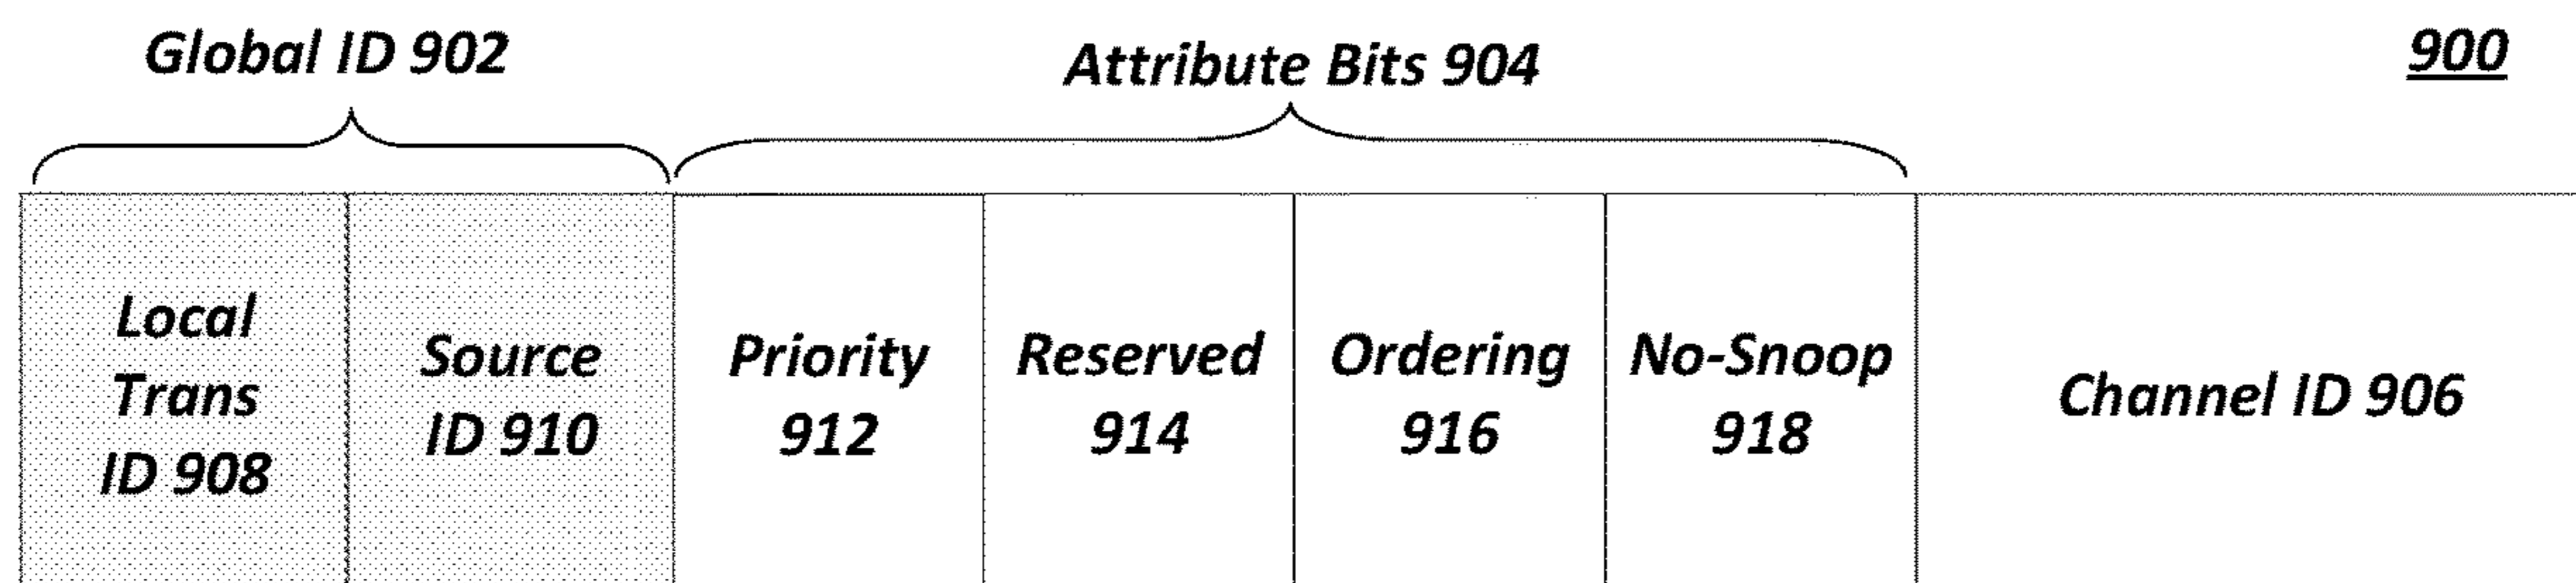 Global ID 902
Attribute Bits 904
900
Local
Trans
ID 908
Source
ID 910
Priority
912
Reserved
914
Ordering
916
No-Snoop
918
Channel ID 906